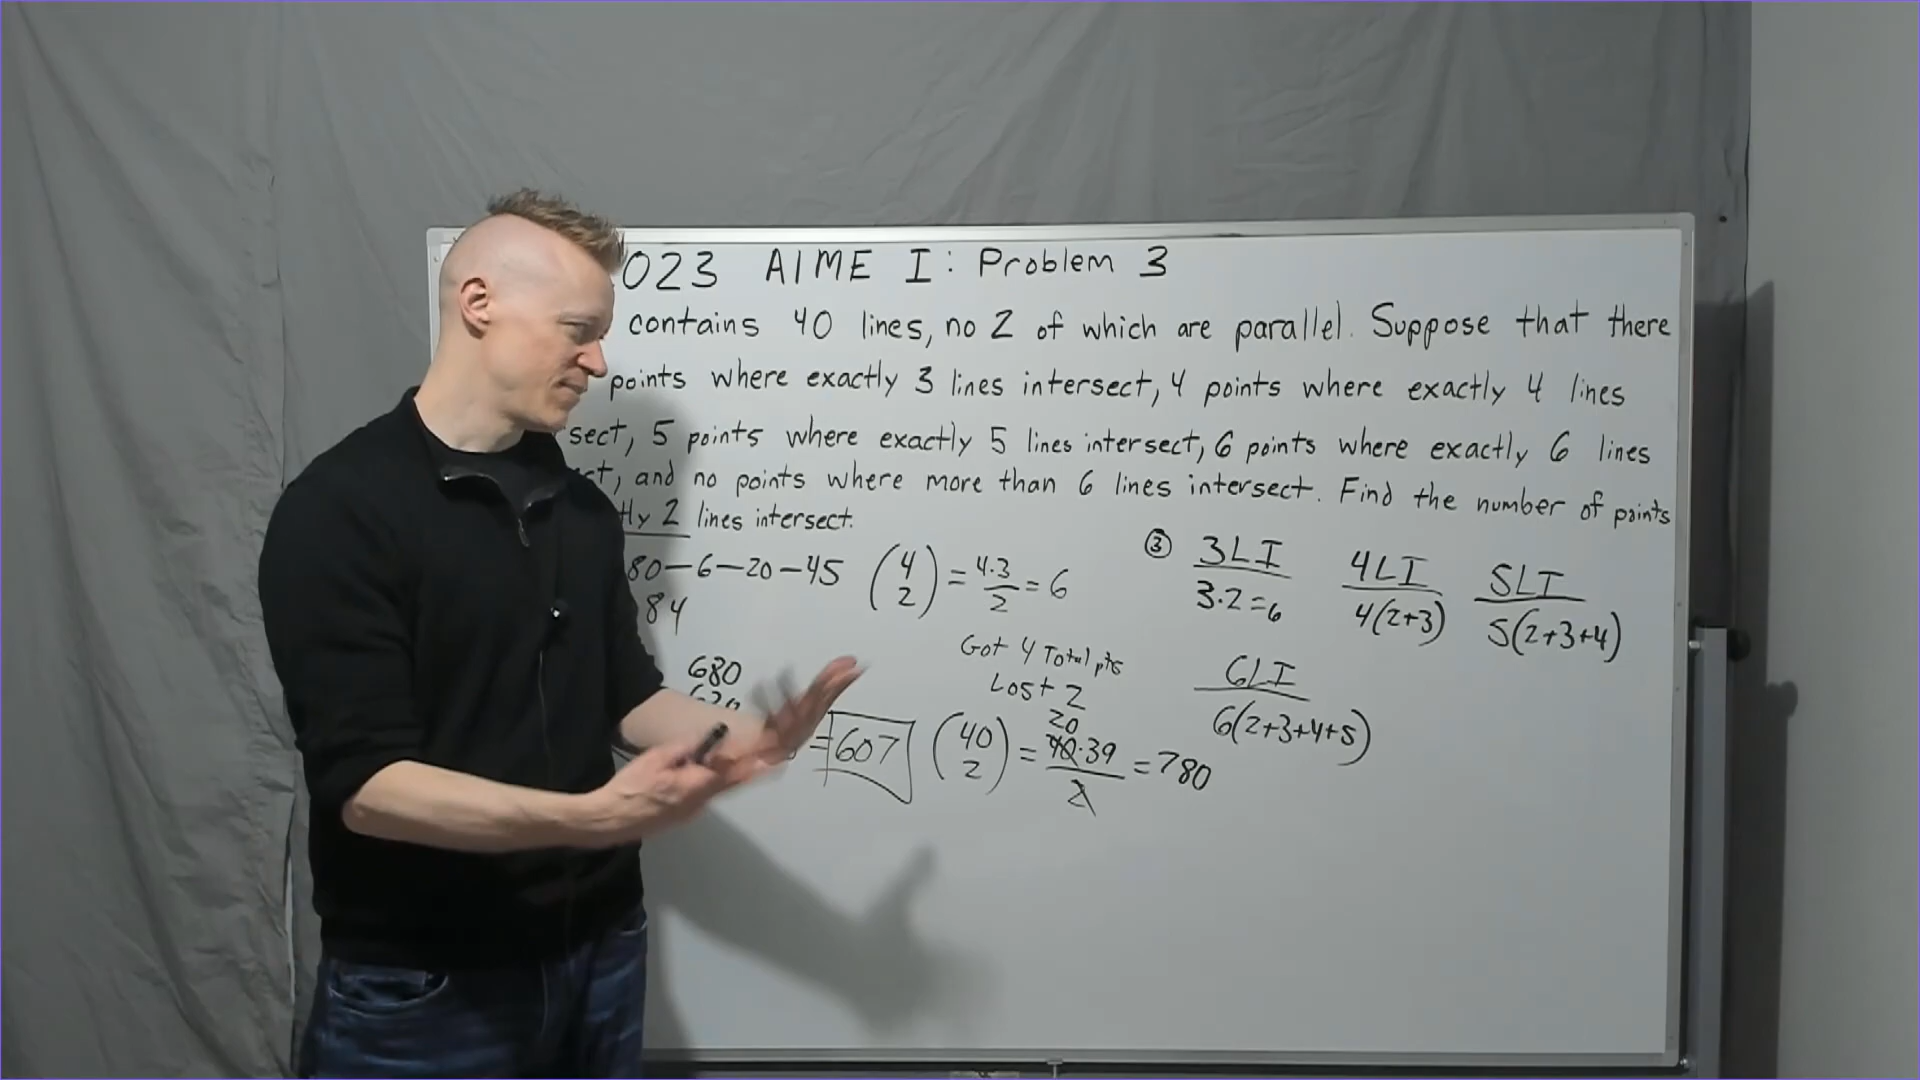 023 AIME I: Problem 3
contains 40 lines, no 2 of which are parallel. Suppose that there
points where exactly 3 lines intersect, 4 points where exactly 4 lines
sect, 5 points where exactly 5 lines intersect, 6 points where exactly 6 lines
ct, and no points where more than 6 lines intersect. Find the number of points
tly 2 lines intersect.
80-6-20-45 (4 2) = 4·3/2 = 6
84
680
Got 4 Total pts
Lost 2
=607 (40 2) = 40·39/2 = 780
20
③ 3LI
3·2=6
4LI
4(2+3)
5LI
5(2+3+4)
6LI
6(2+3+4+5)